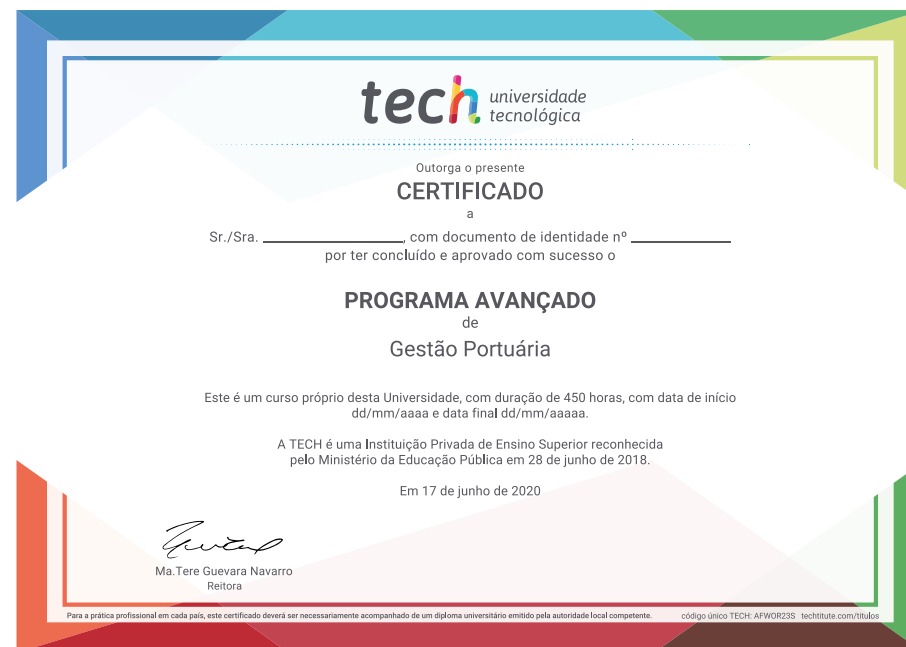 tech universidade
tecnológica
Outorga o presente
CERTIFICADO
a
Sr./Sra. ____________________, com documento de identidade nº ______________
por ter concluído e aprovado com sucesso o
PROGRAMA AVANÇADO
de
Gestão Portuária
Este é um curso próprio desta Universidade, com duração de 450 horas, com data de início
dd/mm/aaaa e data final dd/mm/aaaaa.
A TECH é uma Instituição Privada de Ensino Superior reconhecida
pelo Ministério da Educação Pública em 28 de junho de 2018.
Em 17 de junho de 2020
Ma.Tere Guevara Navarro
Reitora
Para a prática profissional em cada país, este certificado deverá ser necessariamente acompanhado de um diploma universitário emitido pela autoridade local competente. código único TECH: AFWOR23S techtitute.com/titulos